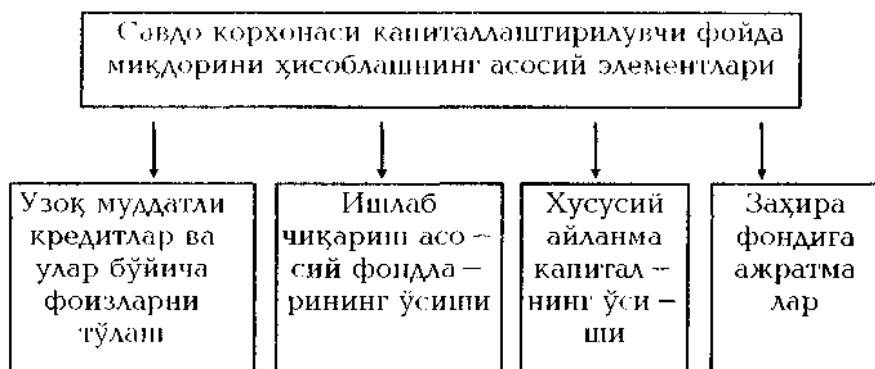 Савдо корхонаси капиталлаштирилувчи фойда
миқдорини ҳисоблашнинг асосий элементлари
Узоқ муддатли
кредитлар ва
улар бўйича
фоизларни
тўлаш
Ишлаб
чиқариш асо –
сий фондла –
рининг ўсиши
Хусусий
айланма
капитал –
нинг ўси –
ши
Заҳира
фондига
ажратма
лар